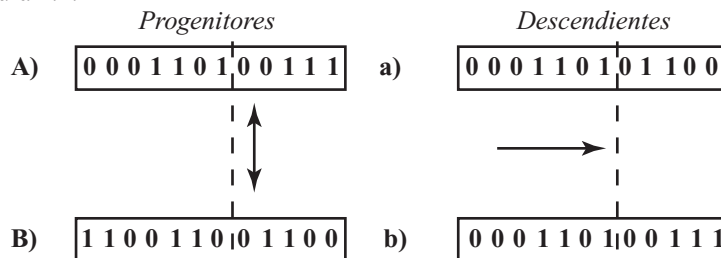 Progenitores Descendientes
A) 0 0 0 1 1 0 1 0 0 1 1 1 a) 0 0 0 1 1 0 1 0 1 1 0 0
B) 1 1 0 0 1 1 0 0 1 1 0 0 b) 0 0 0 1 1 0 1 0 0 1 1 1